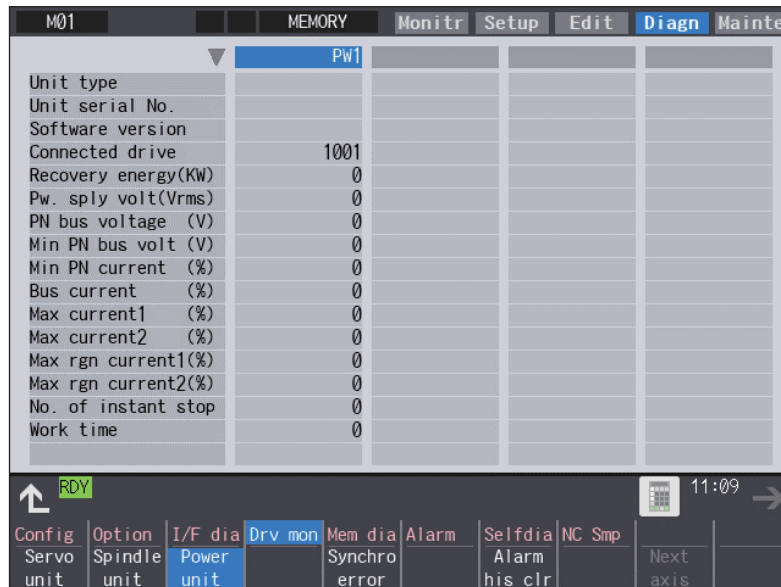 MØ1 MEMORY Monitr Setup Edit Diagn Mainte
PW1
Unit type
Unit serial No.
Software version
Connected drive 1001
Recovery energy(KW) 0
Pw. sply volt(Vrms) 0
PN bus voltage (V) 0
Min PN bus volt (V) 0
Min PN current (%) 0
Bus current (%) 0
Max current1 (%) 0
Max current2 (%) 0
Max rgn current1(%) 0
Max rgn current2(%) 0
No. of instant stop 0
Work time 0
RDY 11:09
Config Option I/F dia Drv mon Mem dia Alarm Selfdia NC Smp
Servo Spindle Power Synchro Alarm Next
unit unit unit error his clr axis